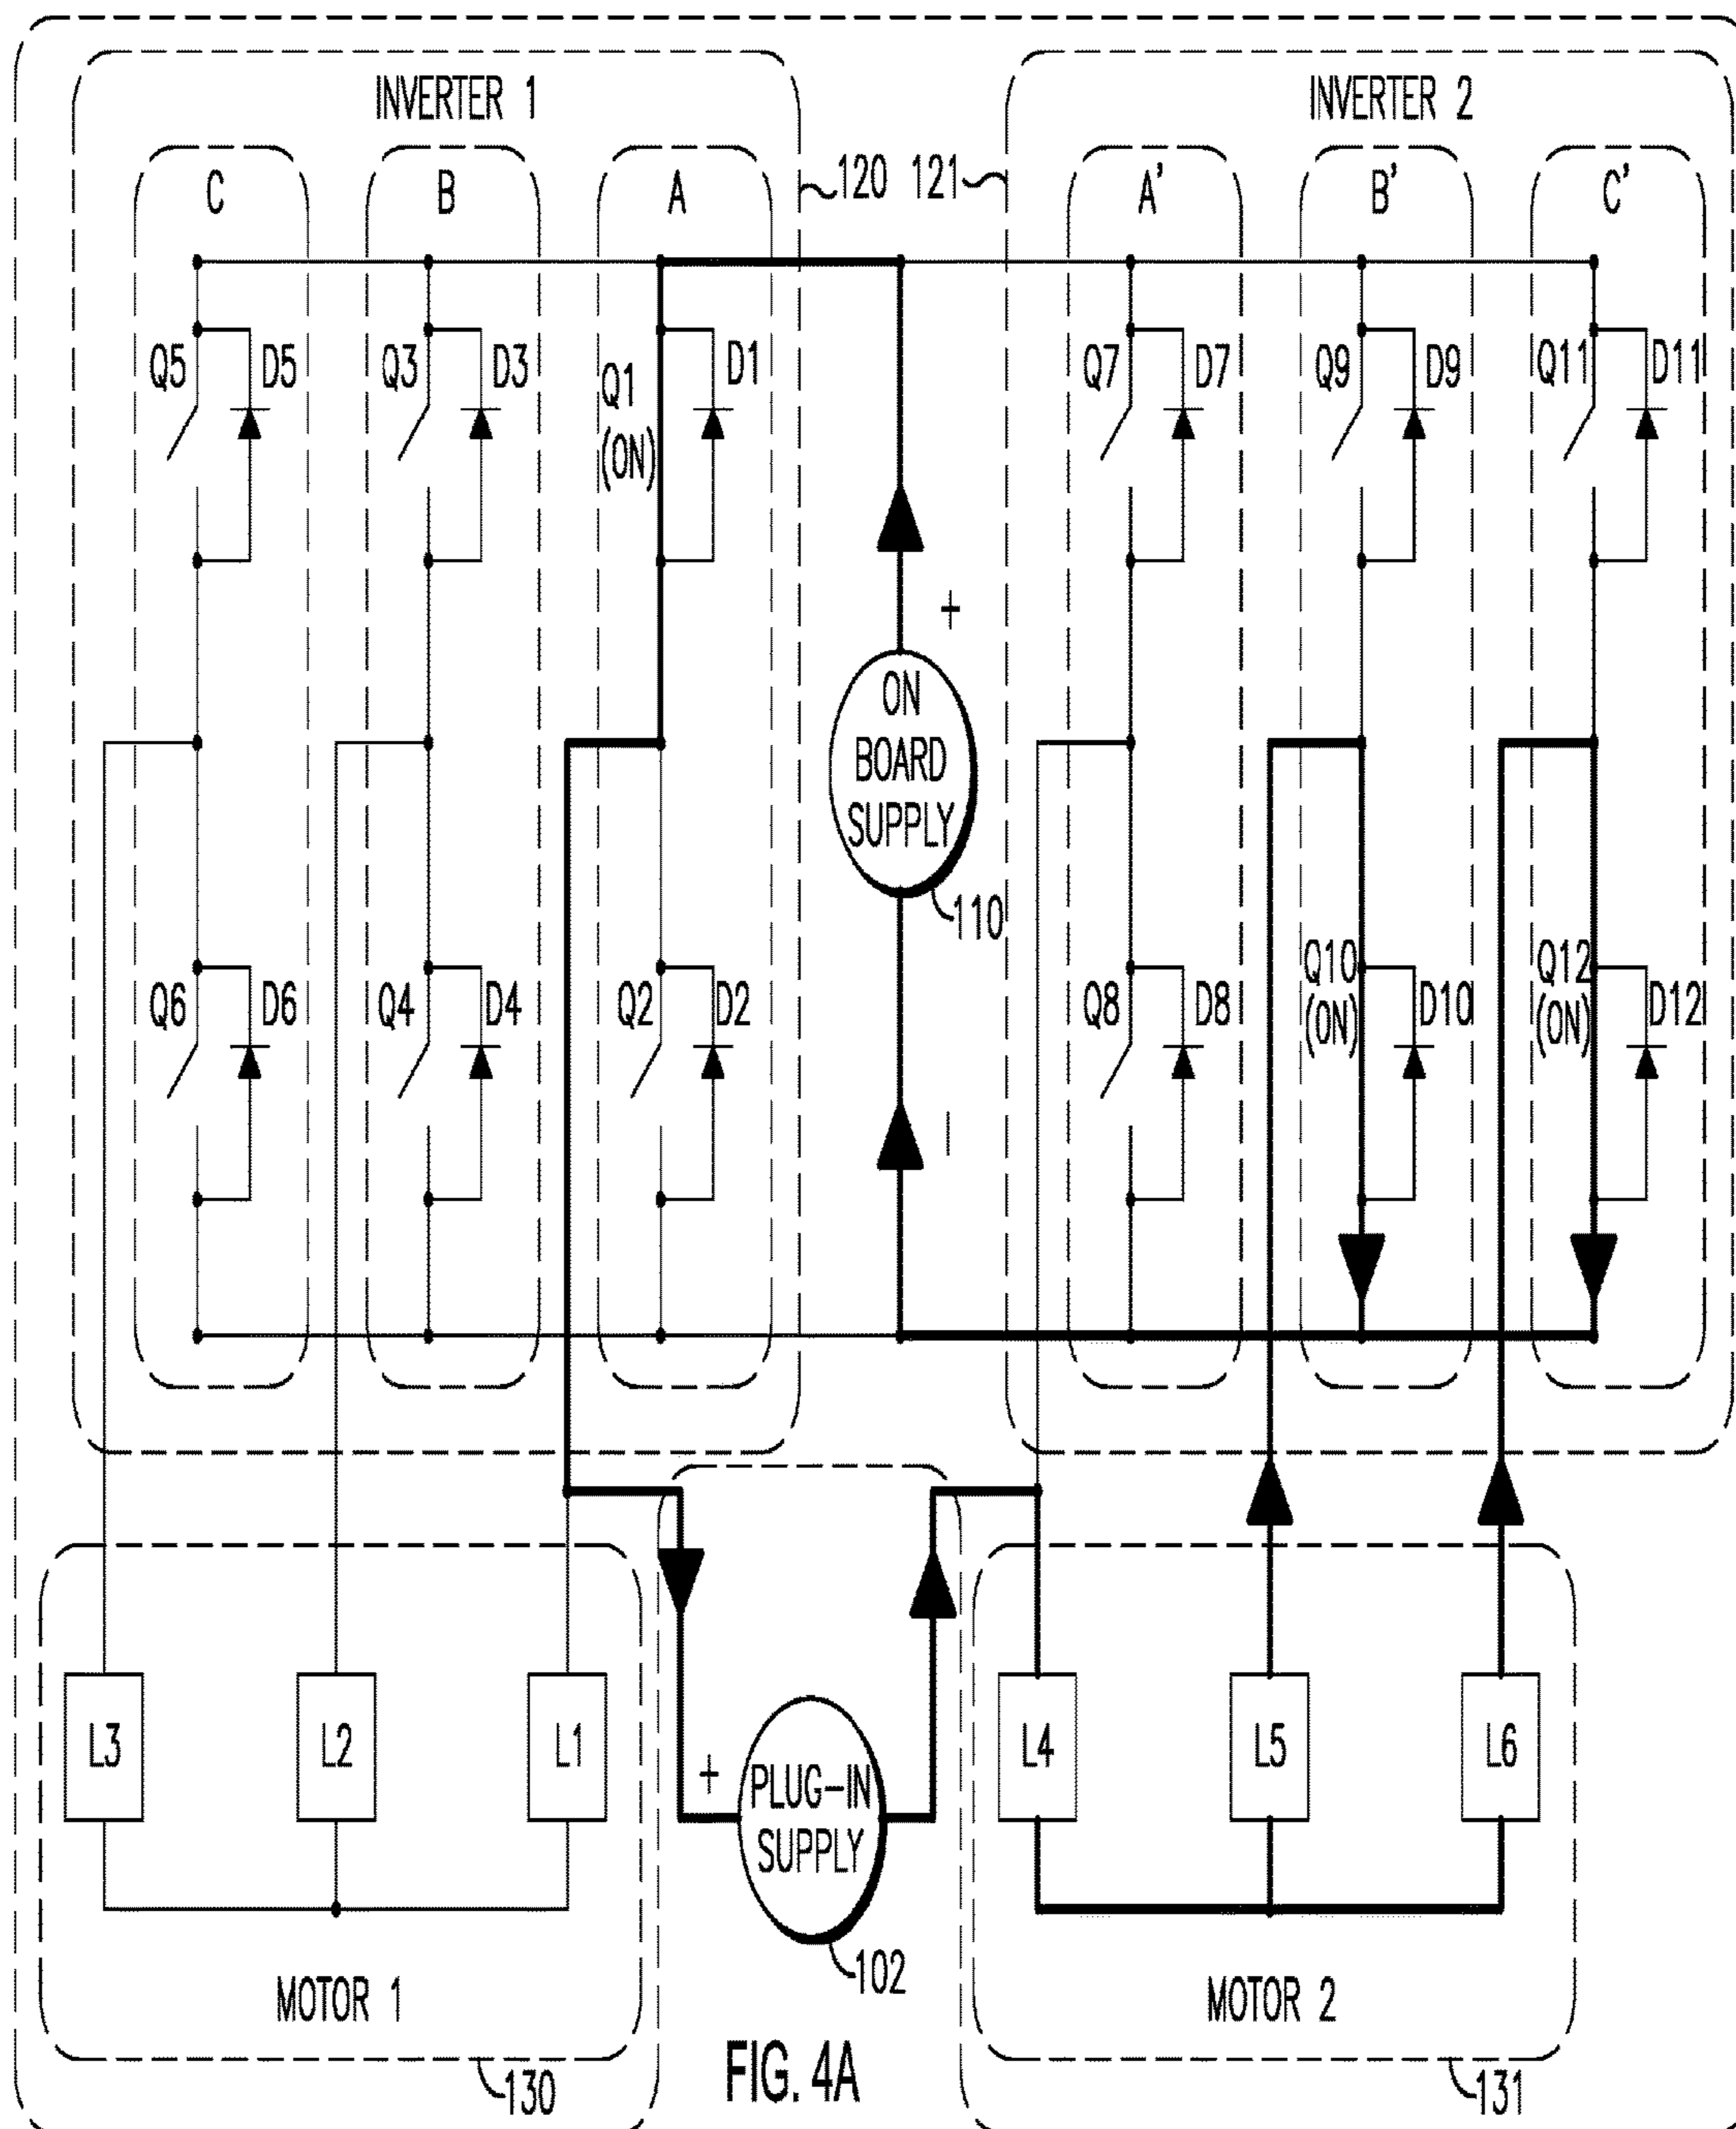 INVERTER 1
INVERTER 2
C
B
A
120
121
A'
B'
C'
Q5
D5
Q3
D3
Q1
(ON)
D1
Q7
D7
Q9
D9
Q11
D11
+
ON
BOARD
SUPPLY
110
Q6
D6
Q4
D4
Q2
D2
−
Q8
D8
Q10
(ON)
D10
Q12
(ON)
D12
L3
L2
L1
+
PLUG-IN
SUPPLY
102
L4
L5
L6
MOTOR 1
MOTOR 2
130
FIG. 4A
131